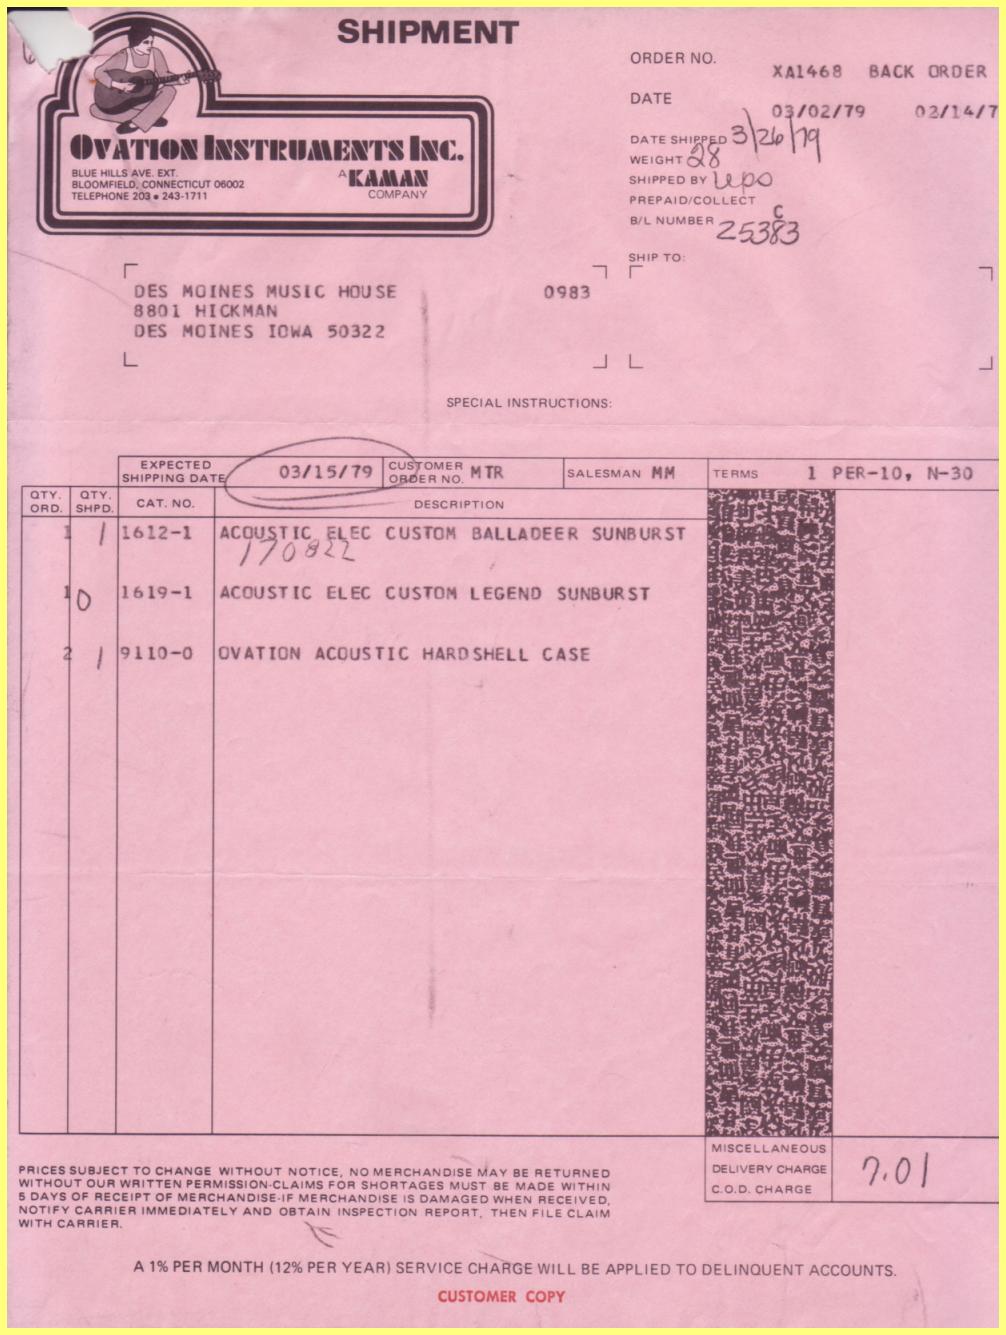 SHIPMENT
OVATION INSTRUMENTS INC.
BLUE HILLS AVE. EXT.
BLOOMFIELD, CONNECTICUT 06002
TELEPHONE 203 • 243-1711
A KAMAN
COMPANY
ORDER NO. XA1468 BACK ORDER
DATE 03/02/79 03/14/7
DATE SHIPPED 3/26/79
WEIGHT 28
SHIPPED BY ups
PREPAID/COLLECT C
B/L NUMBER 25383
SHIP TO:
DES MOINES MUSIC HOUSE 0983
8801 HICKMAN
DES MOINES IOWA 50322
SPECIAL INSTRUCTIONS:
EXPECTED SHIPPING DATE 03/15/79 CUSTOMER ORDER NO. MTR SALESMAN MM TERMS 1 PER-10, N-30
QTY. ORD. QTY. SHPD. CAT. NO. DESCRIPTION
1 1 1612-1 ACOUSTIC ELEC CUSTOM BALLADEER SUNBURST
170822
1 0 1619-1 ACOUSTIC ELEC CUSTOM LEGEND SUNBURST
2 1 9110-0 OVATION ACOUSTIC HARDSHELL CASE
MISCELLANEOUS
DELIVERY CHARGE 7.01
C.O.D. CHARGE
PRICES SUBJECT TO CHANGE WITHOUT NOTICE, NO MERCHANDISE MAY BE RETURNED
WITHOUT OUR WRITTEN PERMISSION-CLAIMS FOR SHORTAGES MUST BE MADE WITHIN
5 DAYS OF RECEIPT OF MERCHANDISE-IF MERCHANDISE IS DAMAGED WHEN RECEIVED,
NOTIFY CARRIER IMMEDIATELY AND OBTAIN INSPECTION REPORT, THEN FILE CLAIM
WITH CARRIER.
A 1% PER MONTH (12% PER YEAR) SERVICE CHARGE WILL BE APPLIED TO DELINQUENT ACCOUNTS.
CUSTOMER COPY